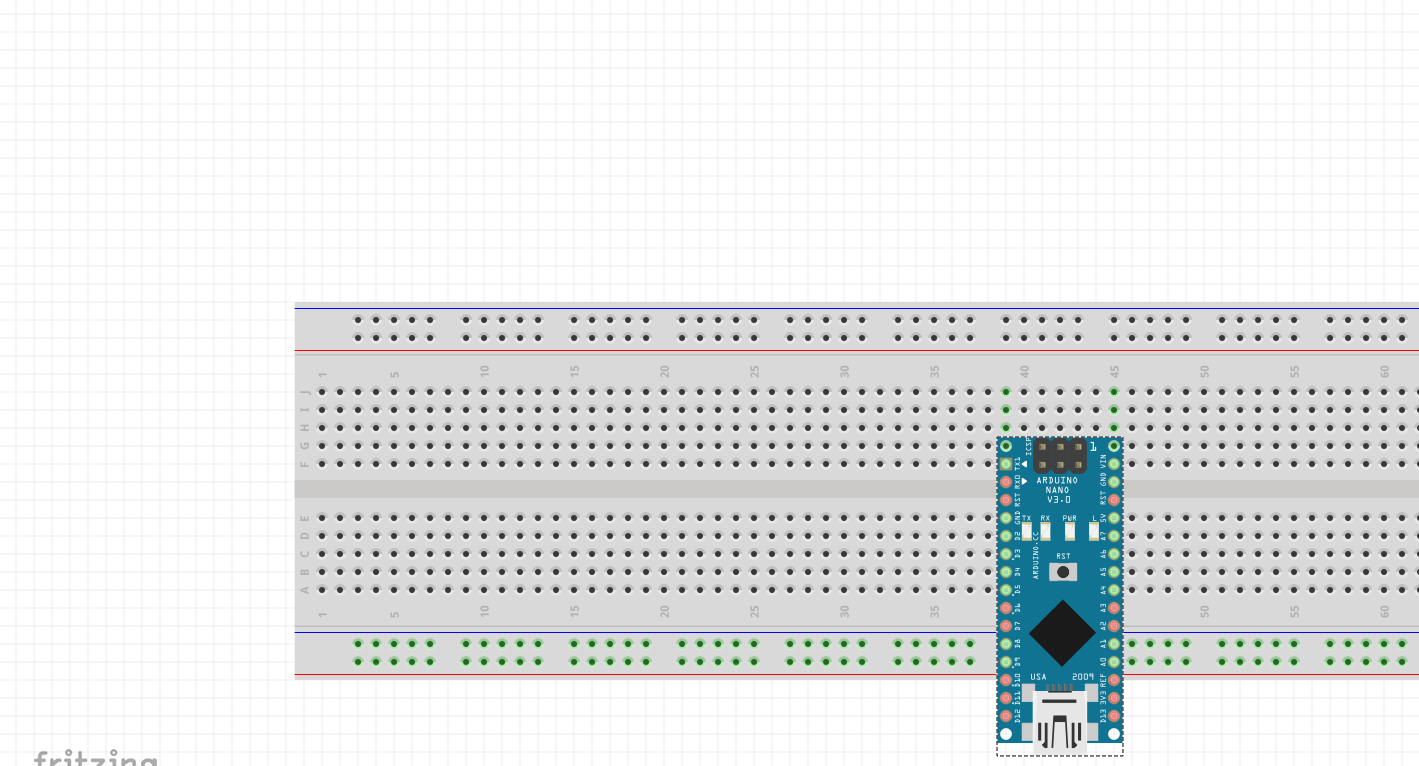 1 5 10 15 20 25 30 35 40 45 50 55 60
J
I
H
G
F
ICSP
1
TX1
VIN
RX0
GND
ARDUINO
NANO
V3.0
RST
RST
E
D
C
B
A
GND
5V
TX RX PWR L
D2
A7
D3
A6
ARDUINO.CC
RST
D4
A5
D5
A4
D6
A3
1 5 10 15 20 25 30 35 50 55 60
D7
A2
D8
A1
D9
A0
USA 2009
D10
REF
D11
3V3
D12
D13
fritzing